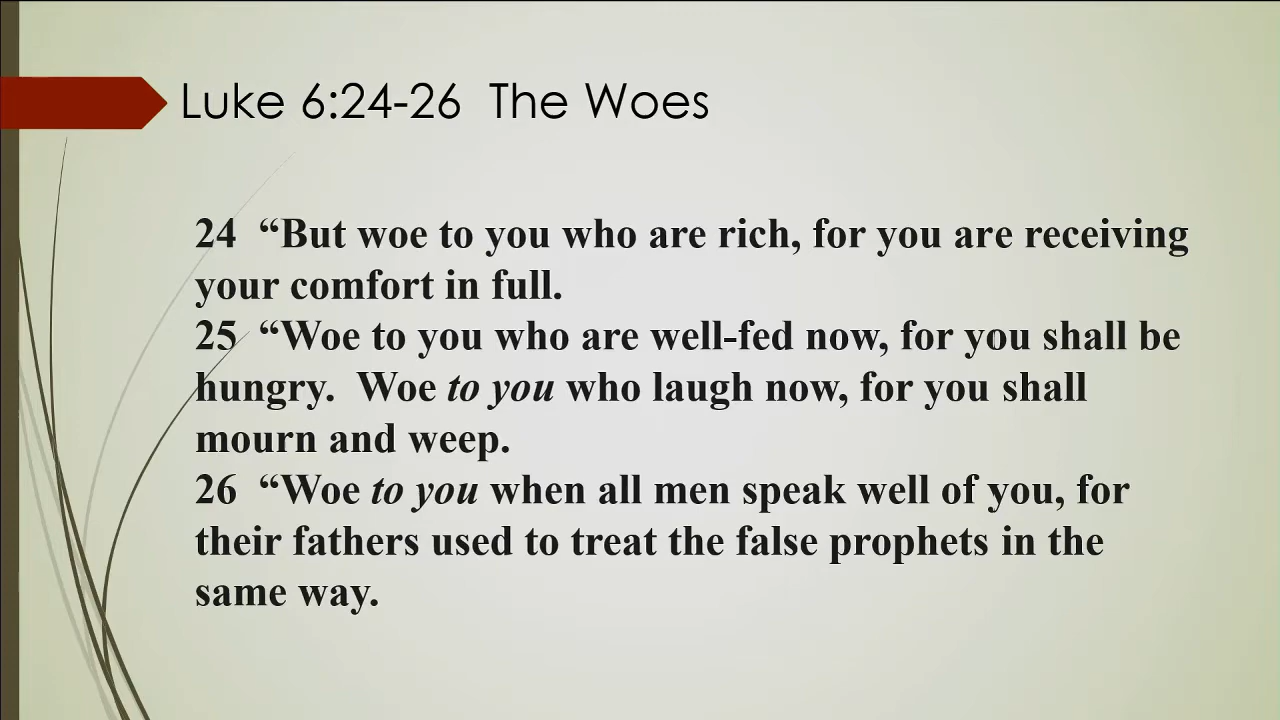 Luke 6:24-26  The Woes
24  “But woe to you who are rich, for you are receiving
your comfort in full.
25  “Woe to you who are well-fed now, for you shall be
hungry.  Woe to you who laugh now, for you shall
mourn and weep.
26  “Woe to you when all men speak well of you, for
their fathers used to treat the false prophets in the
same way.